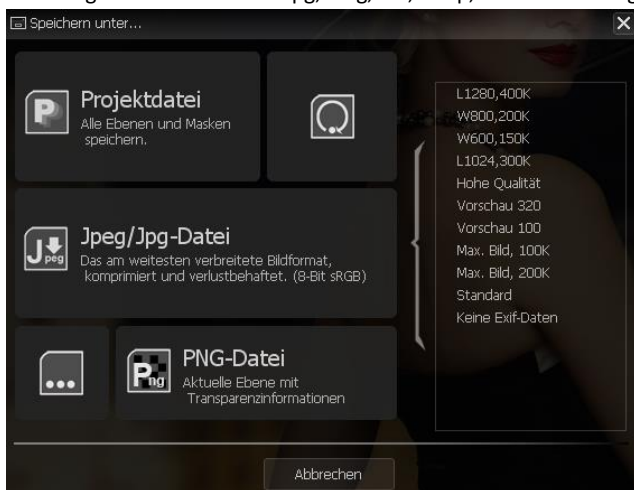 Speichern unter...
Projektdatei
Alle Ebenen und Masken
speichern.
Jpeg/Jpg-Datei
Das am weitesten verbreitete Bildformat,
komprimiert und verlustbehaftet. (8-Bit sRGB)
PNG-Datei
Aktuelle Ebene mit
Transparenzinformationen
L1280,400K
W800,200K
W600,150K
L1024,300K
Hohe Qualität
Vorschau 320
Vorschau 100
Max. Bild, 100K
Max. Bild, 200K
Standard
Keine Exif-Daten
Abbrechen
P
J peg
Png